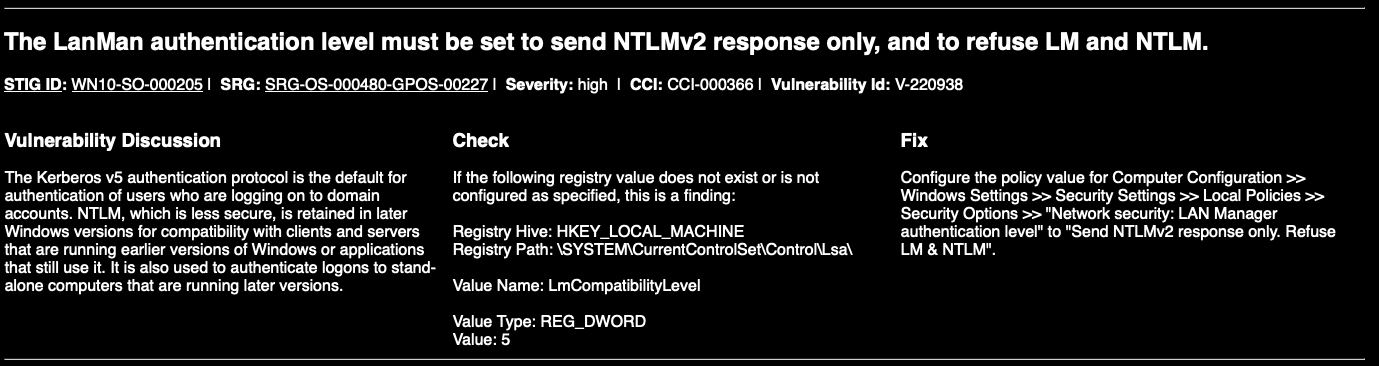 The LanMan authentication level must be set to send NTLMv2 response only, and to refuse LM and NTLM.
STIG ID: WN10-SO-000205 | SRG: SRG-OS-000480-GPOS-00227 | Severity: high | CCI: CCI-000366 | Vulnerability Id: V-220938
Vulnerability Discussion
The Kerberos v5 authentication protocol is the default for
authentication of users who are logging on to domain
accounts. NTLM, which is less secure, is retained in later
Windows versions for compatibility with clients and servers
that are running earlier versions of Windows or applications
that still use it. It is also used to authenticate logons to stand-
alone computers that are running later versions.
Check
If the following registry value does not exist or is not
configured as specified, this is a finding:
Registry Hive: HKEY_LOCAL_MACHINE
Registry Path: \SYSTEM\CurrentControlSet\Control\Lsa\
Value Name: LmCompatibilityLevel
Value Type: REG_DWORD
Value: 5
Fix
Configure the policy value for Computer Configuration >>
Windows Settings >> Security Settings >> Local Policies >>
Security Options >> "Network security: LAN Manager
authentication level" to "Send NTLMv2 response only. Refuse
LM & NTLM".